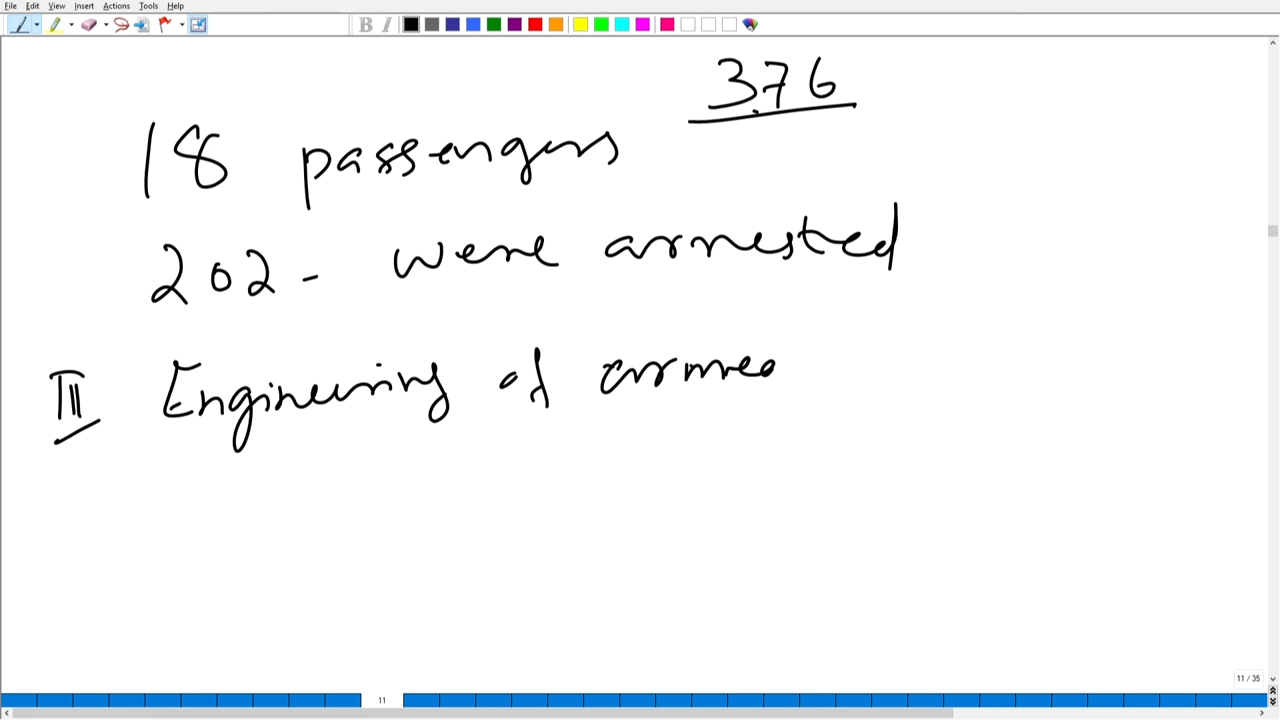 File Edit View Insert Actions Tools Help
B I
376
18 passengers
202 - were arrested
III Engineering of armed
11
11 / 35